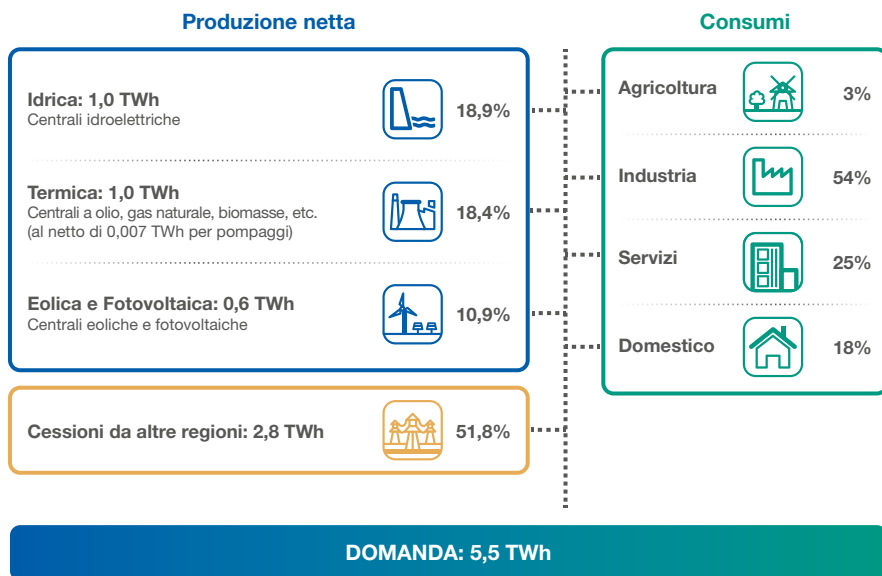 Produzione netta
Idrica: 1,0 TWh
Centrali idroelettriche
18,9%
Termica: 1,0 TWh
Centrali a olio, gas naturale, biomasse, etc.
(al netto di 0,007 TWh per pompaggi)
18,4%
Eolica e Fotovoltaica: 0,6 TWh
Centrali eoliche e fotovoltaiche
10,9%
Cessioni da altre regioni: 2,8 TWh
51,8%
Consumi
Agricoltura
3%
Industria
54%
Servizi
25%
Domestico
18%
DOMANDA: 5,5 TWh